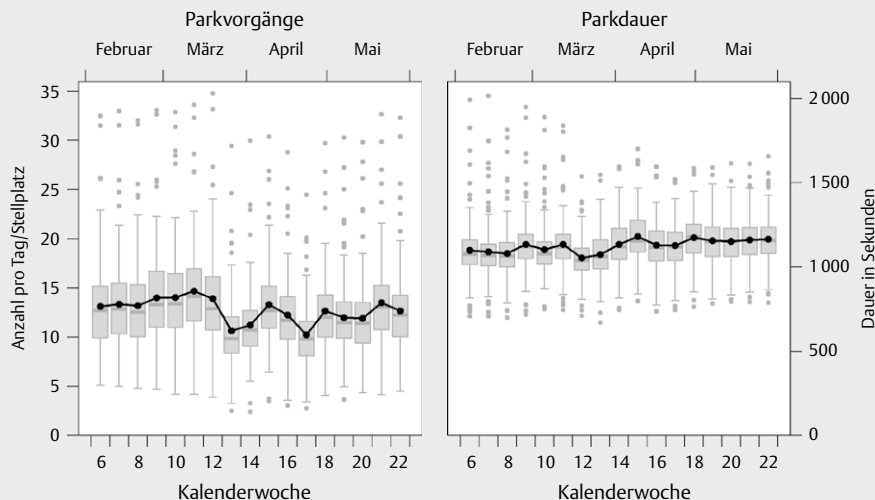 Parkvorgänge
Februar März April Mai
Anzahl pro Tag/Stellplatz
35
30
25
20
15
10
5
0
6 8 10 12 14 16 18 20 22
Kalenderwoche
Parkdauer
Februar März April Mai
2 000
1 500
1 000
500
0
Dauer in Sekunden
6 8 10 12 14 16 18 20 22
Kalenderwoche